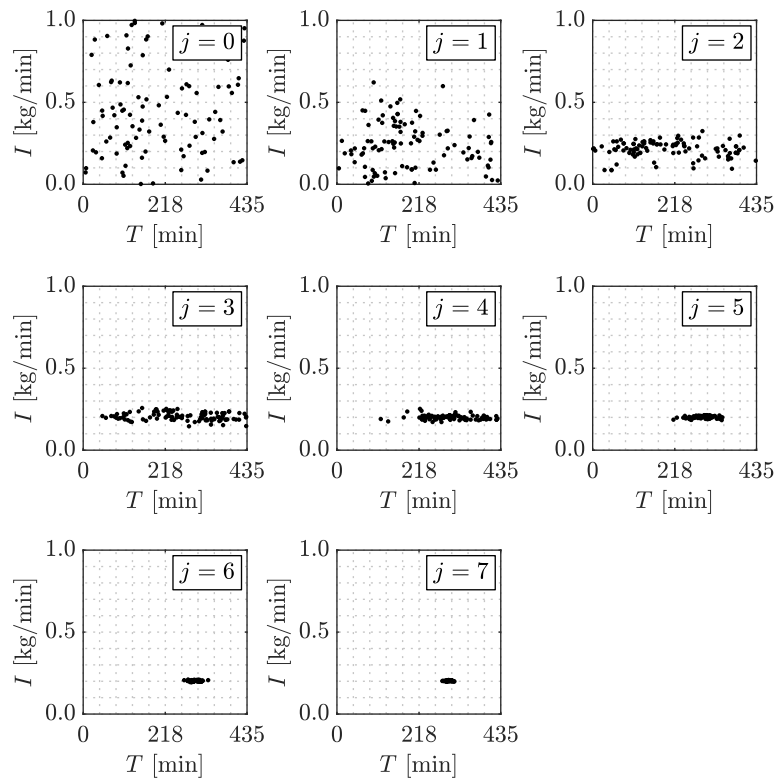 j = 0
I [kg/min]
1.0
0.5
0.0
0
218
435
T [min]
j = 1
I [kg/min]
1.0
0.5
0.0
0
218
435
T [min]
j = 2
I [kg/min]
1.0
0.5
0.0
0
218
435
T [min]
j = 3
I [kg/min]
1.0
0.5
0.0
0
218
435
T [min]
j = 4
I [kg/min]
1.0
0.5
0.0
0
218
435
T [min]
j = 5
I [kg/min]
1.0
0.5
0.0
0
218
435
T [min]
j = 6
I [kg/min]
1.0
0.5
0.0
0
218
435
T [min]
j = 7
I [kg/min]
1.0
0.5
0.0
0
218
435
T [min]